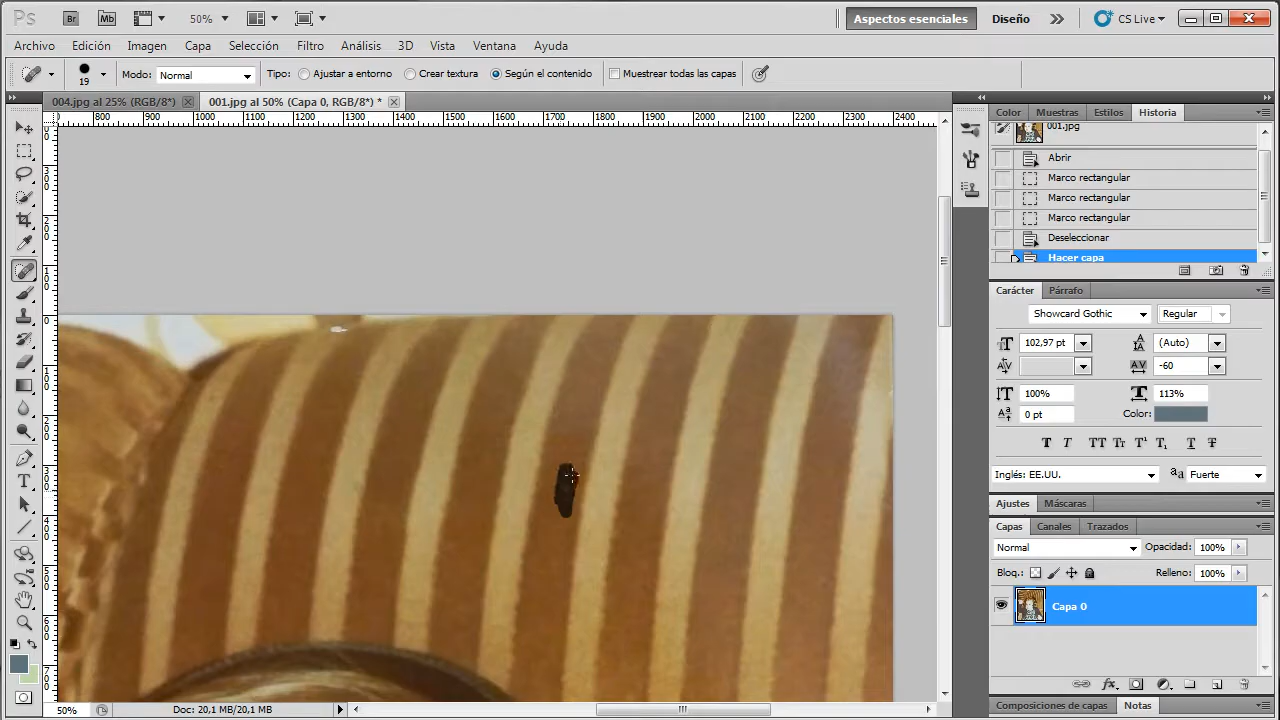 Ps Br Mb 50% Aspectos esenciales Diseño CS Live
Archivo Edición Imagen Capa Selección Filtro Análisis 3D Vista Ventana Ayuda
19 Modo: Normal Tipo: Ajustar a entorno Crear textura Según el contenido Muestrear todas las capas
004.jpg al 25% (RGB/8*) 001.jpg al 50% (Capa 0, RGB/8*) *
800 900 1000 1100 1200 1300 1400 1500 1600 1700 1800 1900 2000 2100 2200 2300 2400
Color Muestras Estilos Historia
001.jpg
Abrir
Marco rectangular
Marco rectangular
Marco rectangular
Deseleccionar
Hacer capa
Carácter Párrafo
Showcard Gothic Regular
102,97 pt (Auto)
-60
100% 113%
0 pt Color:
T T TT Tт T¹ T₁ T T
Inglés: EE.UU. aa Fuerte
Ajustes Máscaras
Capas Canales Trazados
Normal Opacidad: 100%
Bloq.: Relleno: 100%
Capa 0
50% Doc: 20,1 MB/20,1 MB
Composiciones de capas Notas